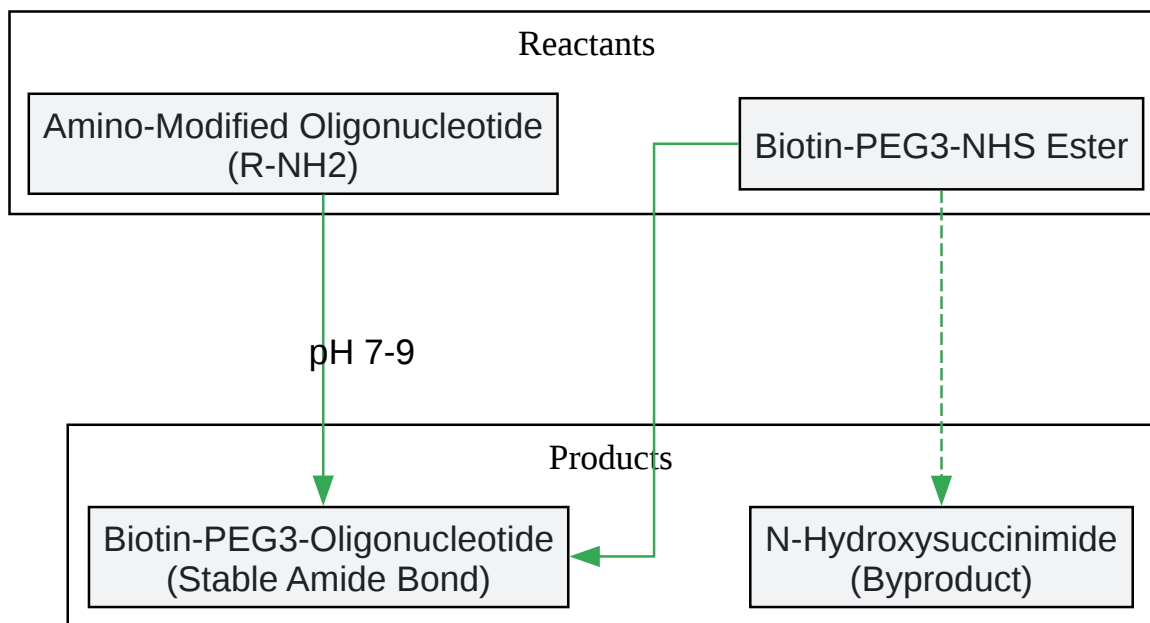 Reactants
Amino-Modified Oligonucleotide
(R-NH2)
Biotin-PEG3-NHS Ester
pH 7-9
Products
Biotin-PEG3-Oligonucleotide
(Stable Amide Bond)
N-Hydroxysuccinimide
(Byproduct)